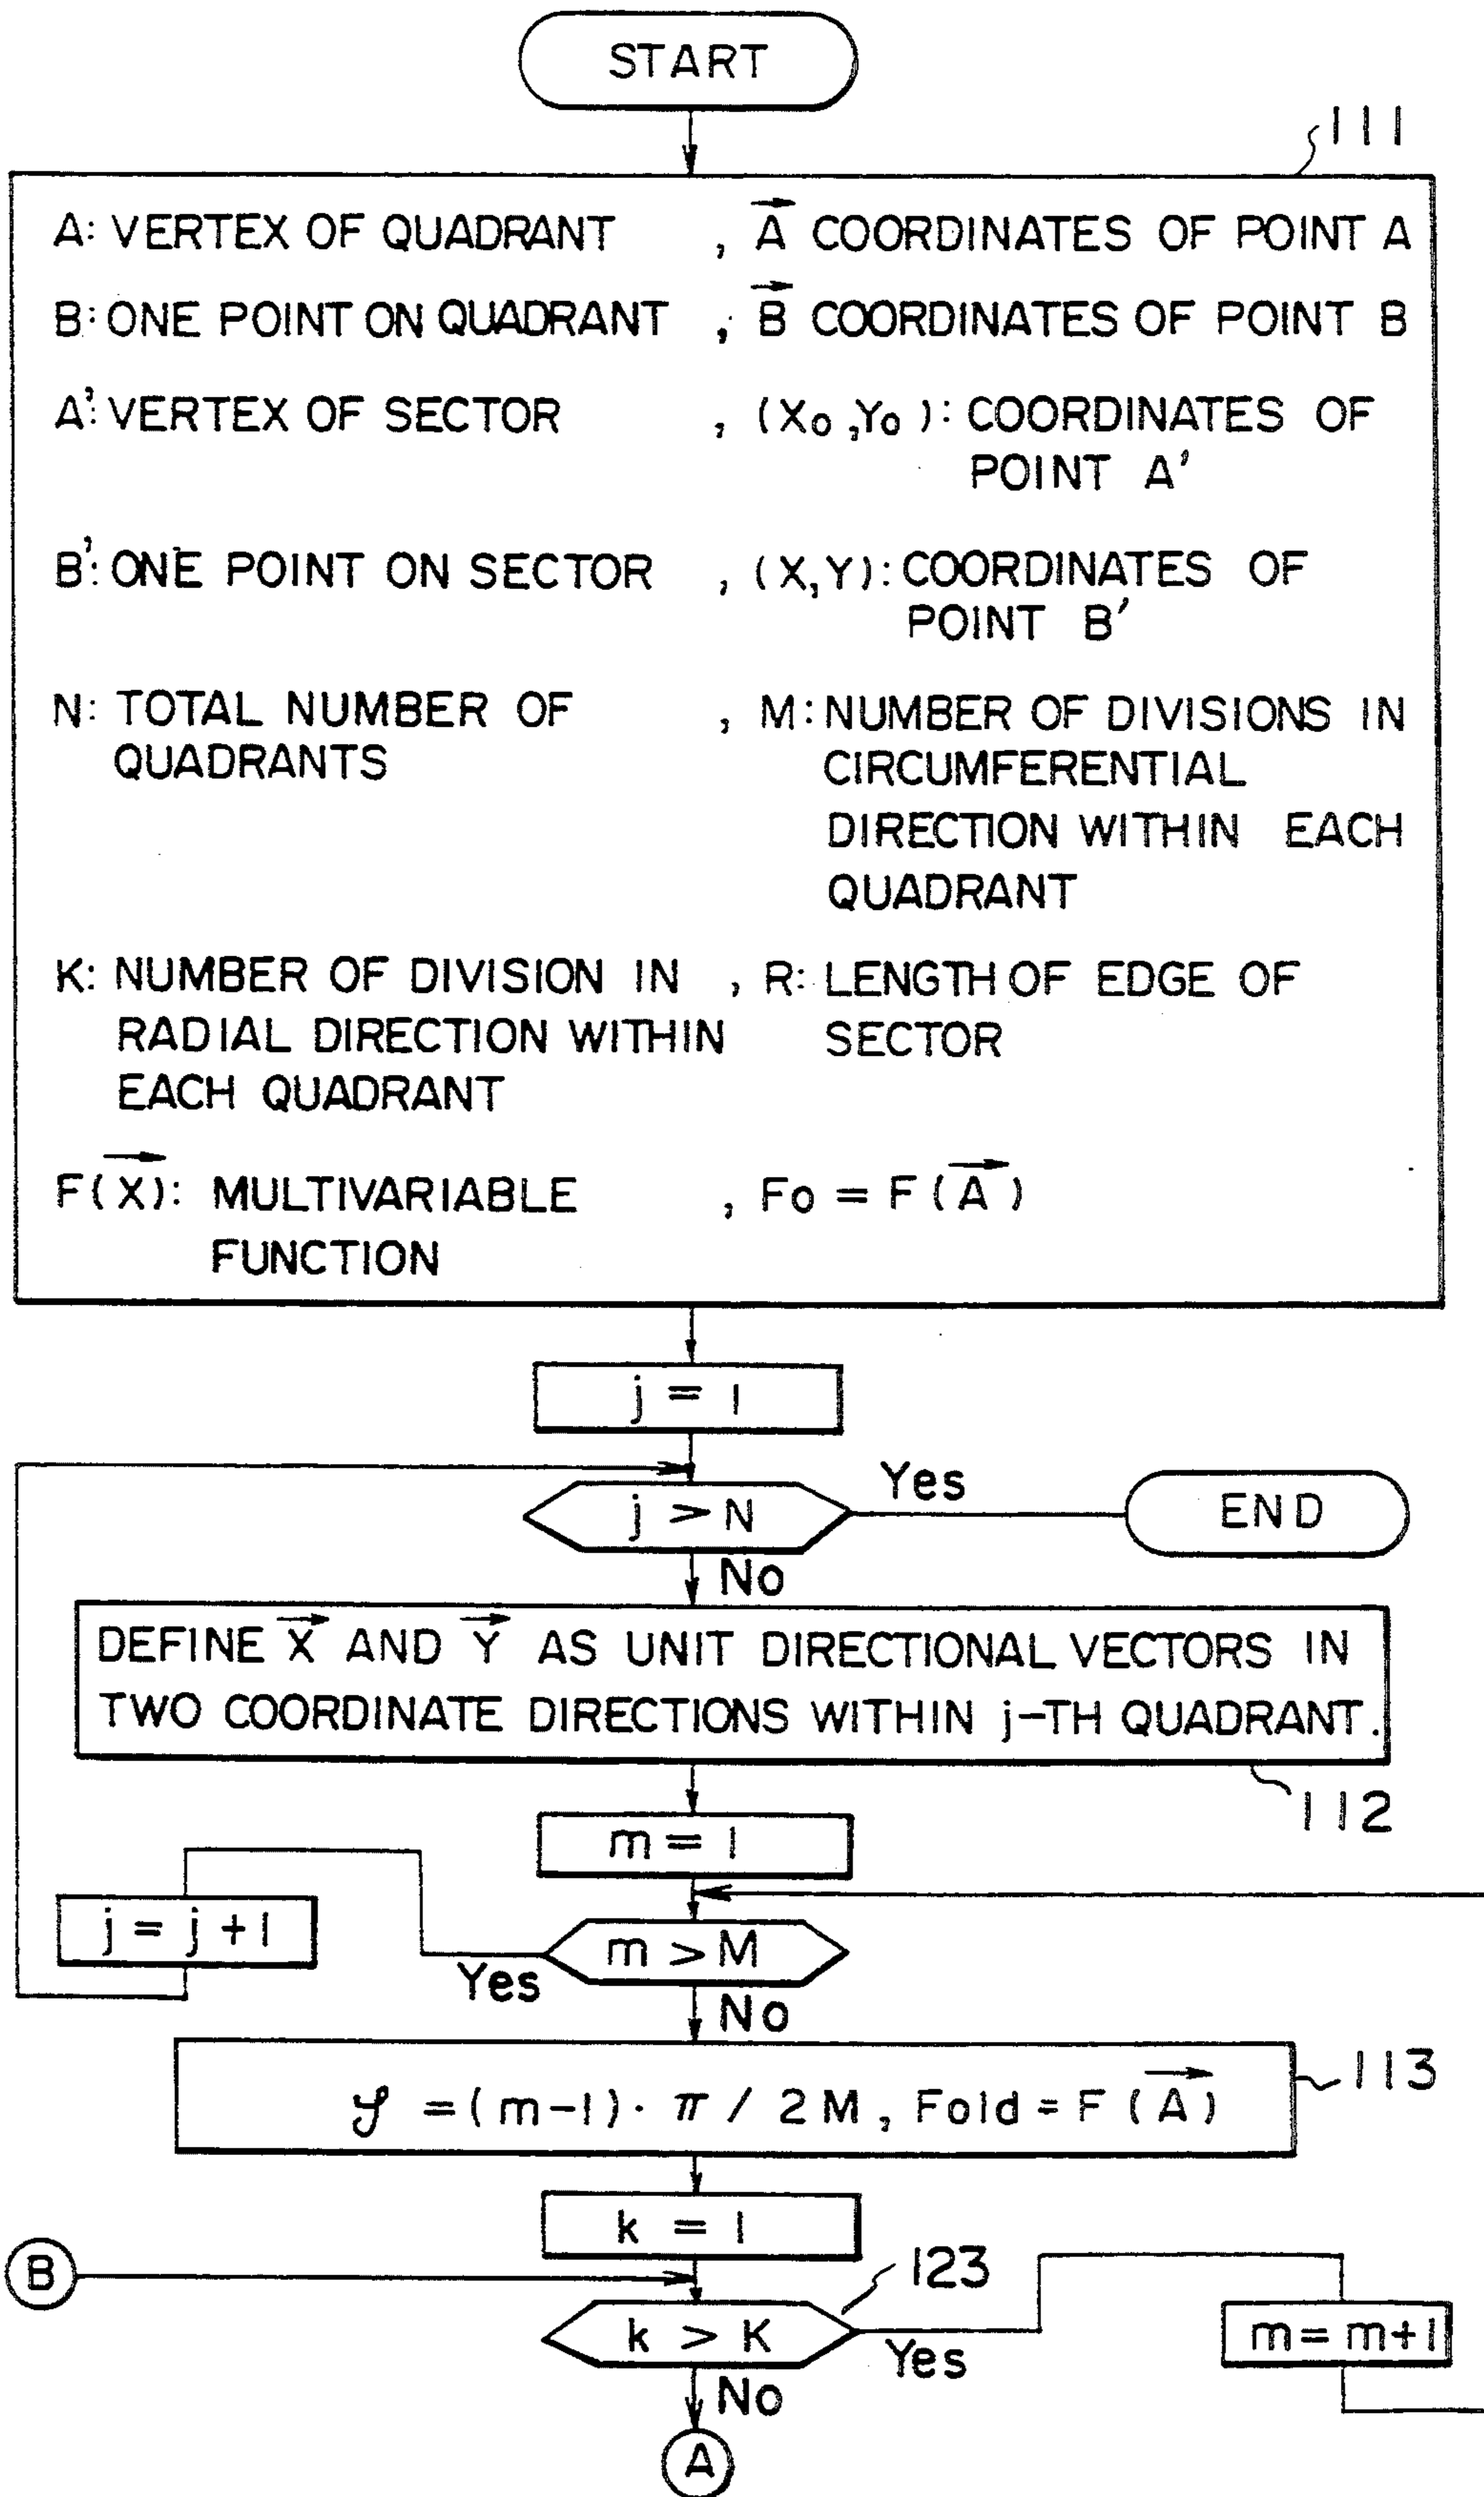 START
111
A: VERTEX OF QUADRANT , A⃗ COORDINATES OF POINT A
B: ONE POINT ON QUADRANT , B⃗ COORDINATES OF POINT B
A': VERTEX OF SECTOR , (Xo,Yo): COORDINATES OF
POINT A'
B': ONE POINT ON SECTOR , (X,Y): COORDINATES OF
POINT B'
N: TOTAL NUMBER OF , M: NUMBER OF DIVISIONS IN
QUADRANTS CIRCUMFERENTIAL
DIRECTION WITHIN EACH
QUADRANT
K: NUMBER OF DIVISION IN , R: LENGTH OF EDGE OF
RADIAL DIRECTION WITHIN SECTOR
EACH QUADRANT
F(X⃗): MULTIVARIABLE , Fo = F(A⃗)
FUNCTION
j = 1
j > N
Yes
END
No
DEFINE X⃗ AND Y⃗ AS UNIT DIRECTIONAL VECTORS IN
TWO COORDINATE DIRECTIONS WITHIN j-TH QUADRANT.
112
m = 1
j = j+1
m > M
Yes
No
113
𝒴 = (m-1)· π / 2M, Fold = F(A⃗)
k = 1
B
123
k > K
Yes
m = m+1
No
A